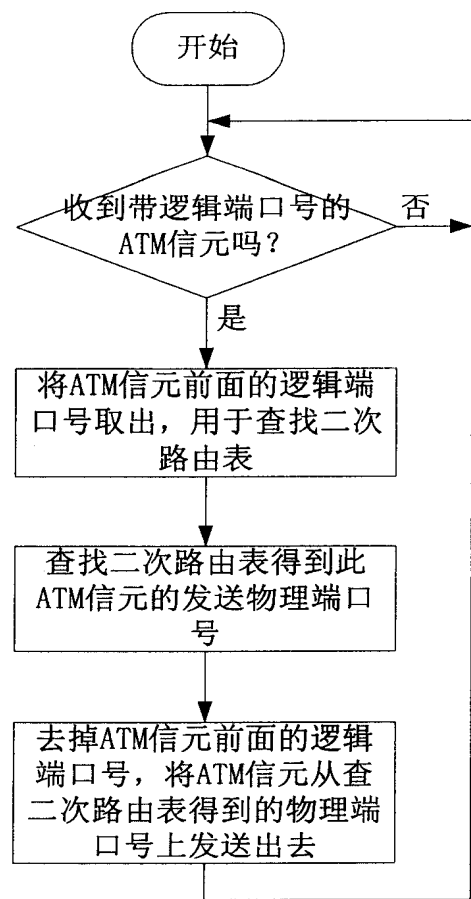 开始
收到带逻辑端口号的
ATM信元吗?
否
是
将ATM信元前面的逻辑端
口号取出，用于查找二次
路由表
查找二次路由表得到此
ATM信元的发送物理端口
号
去掉ATM信元前面的逻辑
端口号，将ATM信元从查
二次路由表得到的物理端
口号上发送出去